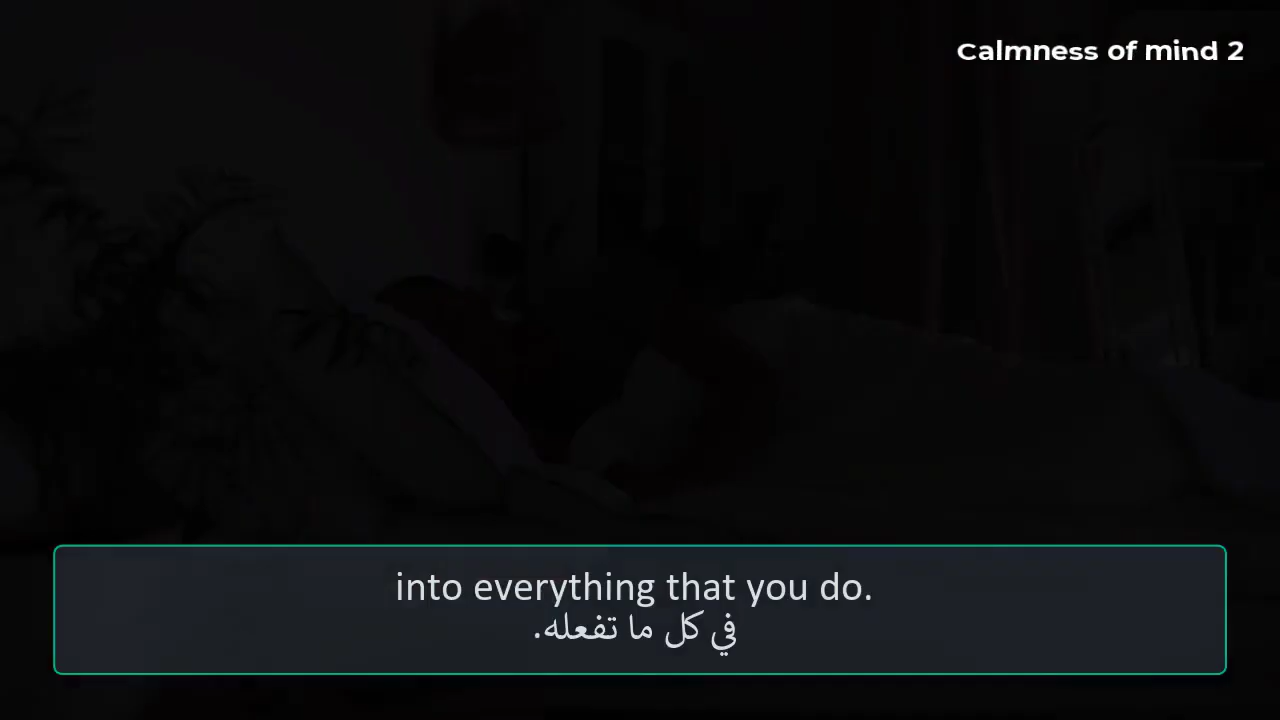 Calmness of mind 2
into everything that you do.
في كل ما تفعله.